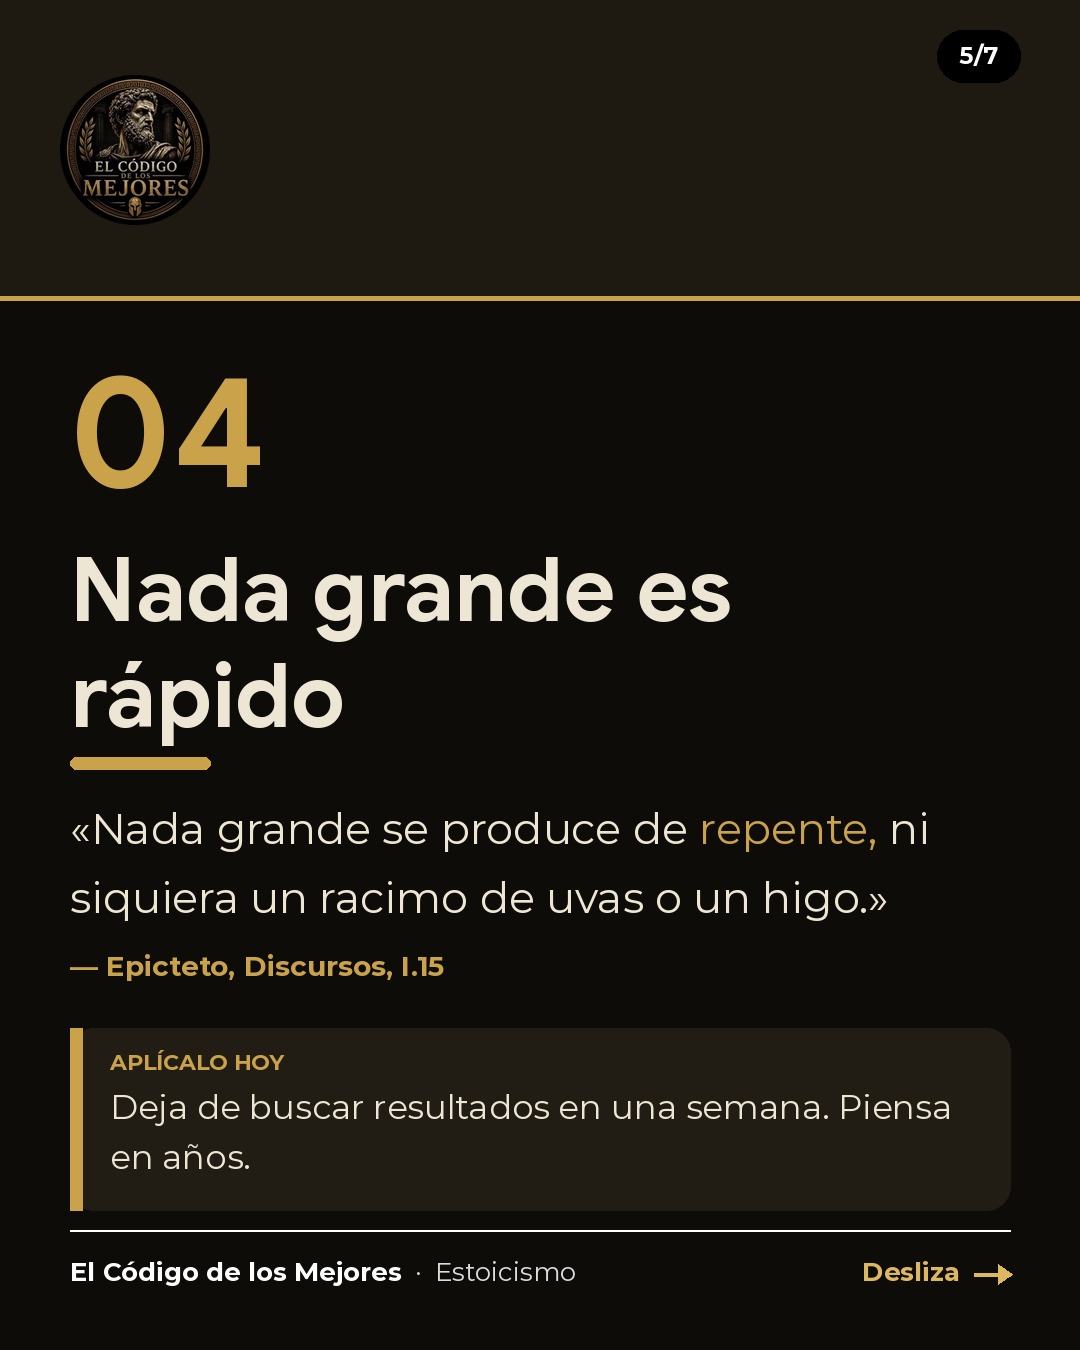 5/7
EL CÓDIGO
DE LOS
MEJORES
04
Nada grande es
rápido
«Nada grande se produce de repente, ni
siquiera un racimo de uvas o un higo.»
— Epicteto, Discursos, I.15
APLÍCALO HOY
Deja de buscar resultados en una semana. Piensa
en años.
El Código de los Mejores · Estoicismo
Desliza →